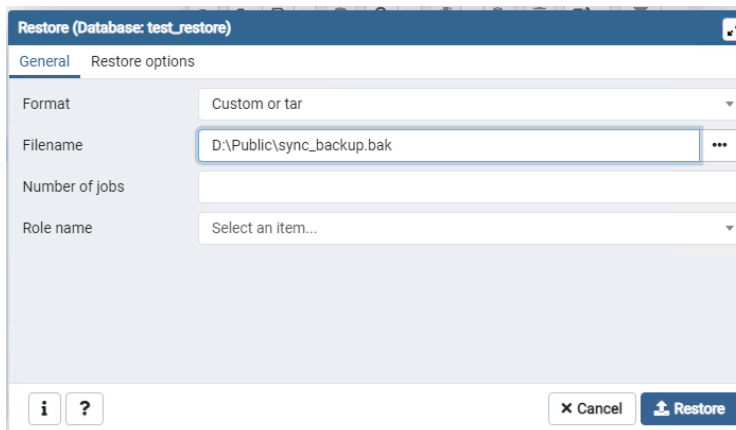 Restore (Database: test_restore)
General Restore options
Format Custom or tar
Filename D:\Public\sync_backup.bak •••
Number of jobs
Role name Select an item...
i ? × Cancel Restore